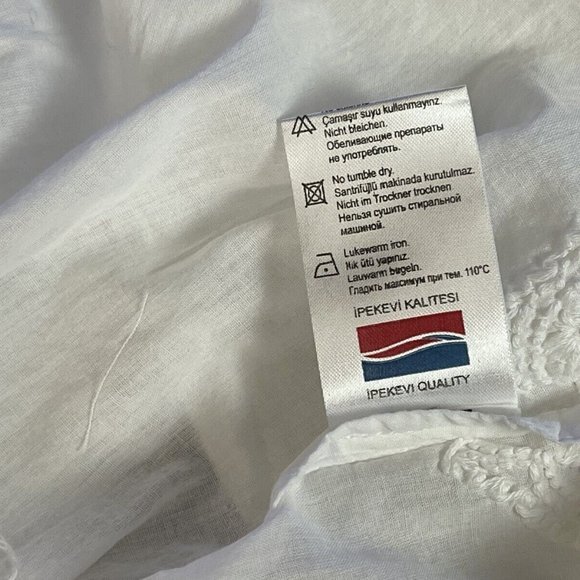 Çamaşır suyu kullanmayınız.
Nicht bleichen.
Обеливающие препараты
не употреблять.
No tumble dry.
Santrifüjlü makinada kurutulmaz.
Nicht im Trockner trocknen
Нельзя сушить стиральной
машиной.
Lukewarm iron.
Ilık ütü yapınız.
Lauwarm bugeln.
Гладить максимум при тем. 110°C
İPEKEVİ KALİTESİ
İPEKEVİ QUALITY